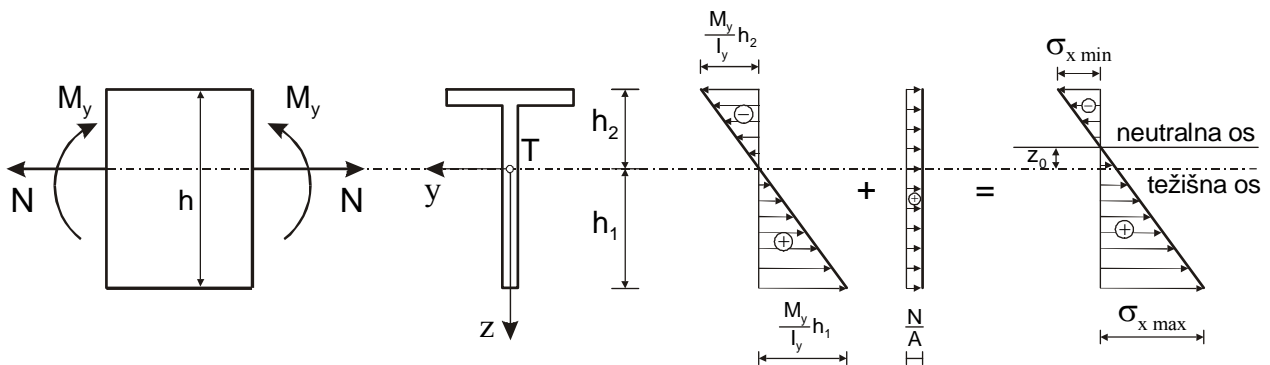 M_y
M_y
N
N
h
y
T
z
h_2
h_1
M_y/I_y h_2
−
+
M_y/I_y h_1
+
+
N/A
=
σ_x min
−
neutralna os
z_0
težišna os
+
σ_x max